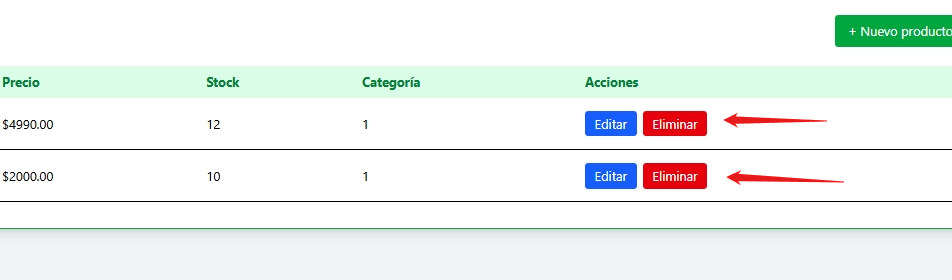 + Nuevo producto
Precio Stock Categoría Acciones
$4990.00 12 1 Editar Eliminar
$2000.00 10 1 Editar Eliminar